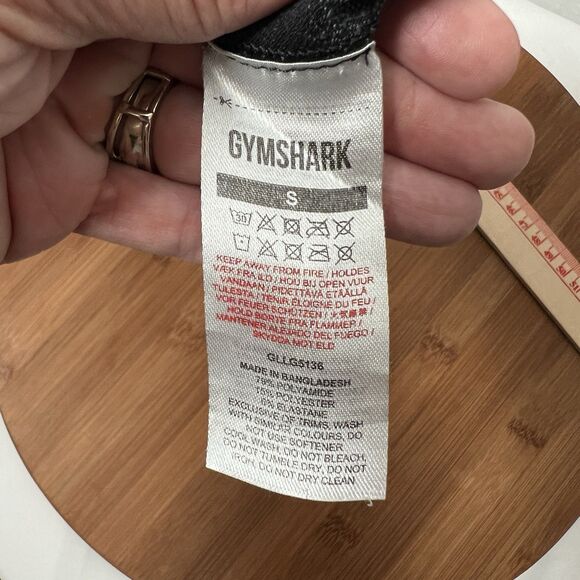 GYMSHARK
S
30
KEEP AWAY FROM FIRE / HOLDES
VÆK FRA ILD / HOU BIJ OPEN VUUR
VANDAAN / PIDETTÄVÄ ETÄÄLLÄ
TULESTA / TENIR ÉLOIGNÉ DU FEU /
VOR FEUER SCHÜTZEN / 火気厳禁 /
HOLD BORTE FRA FLAMMER /
MANTENER ALEJADO DEL FUEGO /
SKYDDA MOT ELD
GLLG5136
MADE IN BANGLADESH
79% POLYAMIDE
15% POLYESTER
6% ELASTANE
EXCLUSIVE OF TRIMS, WASH
WITH SIMILAR COLOURS, DO
NOT USE SOFTENER
COOL WASH, DO NOT BLEACH,
DO NOT TUMBLE DRY, DO NOT
IRON, DO NOT DRY CLEAN